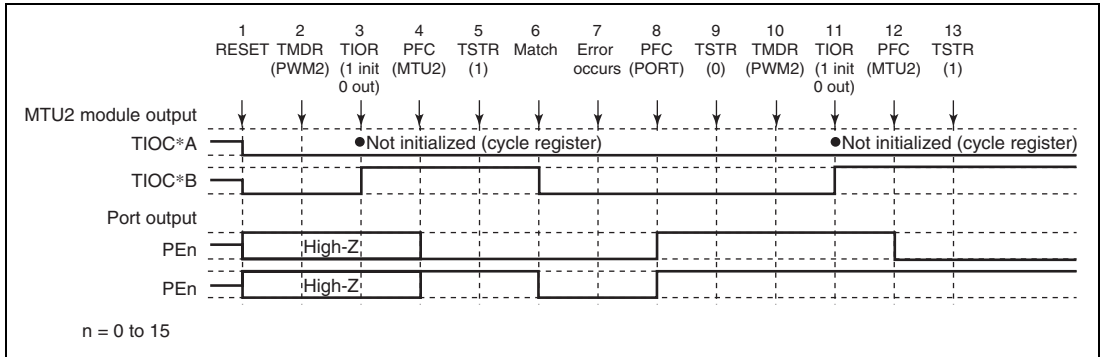 1 2 3 4 5 6 7 8 9 10 11 12 13
RESET TMDR TIOR PFC TSTR Match Error PFC TSTR TMDR TIOR PFC TSTR
(PWM2) (1 init (MTU2) (1) occurs (PORT) (0) (PWM2) (1 init (MTU2) (1)
0 out) 0 out)
MTU2 module output
TIOC*A ●Not initialized (cycle register) ●Not initialized (cycle register)
TIOC*B
Port output
PEn High-Z
PEn High-Z
n = 0 to 15